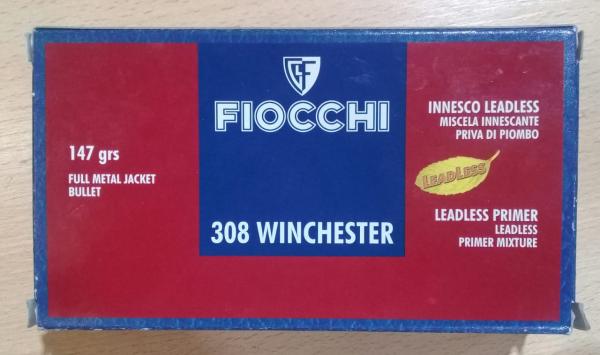 FIOCCHI
308 WINCHESTER
147 grs
FULL METAL JACKET
BULLET
INNESCO LEADLESS
MISCELA INNESCANTE
PRIVA DI PIOMBO
LEADLESS
LEADLESS PRIMER
LEADLESS
PRIMER MIXTURE